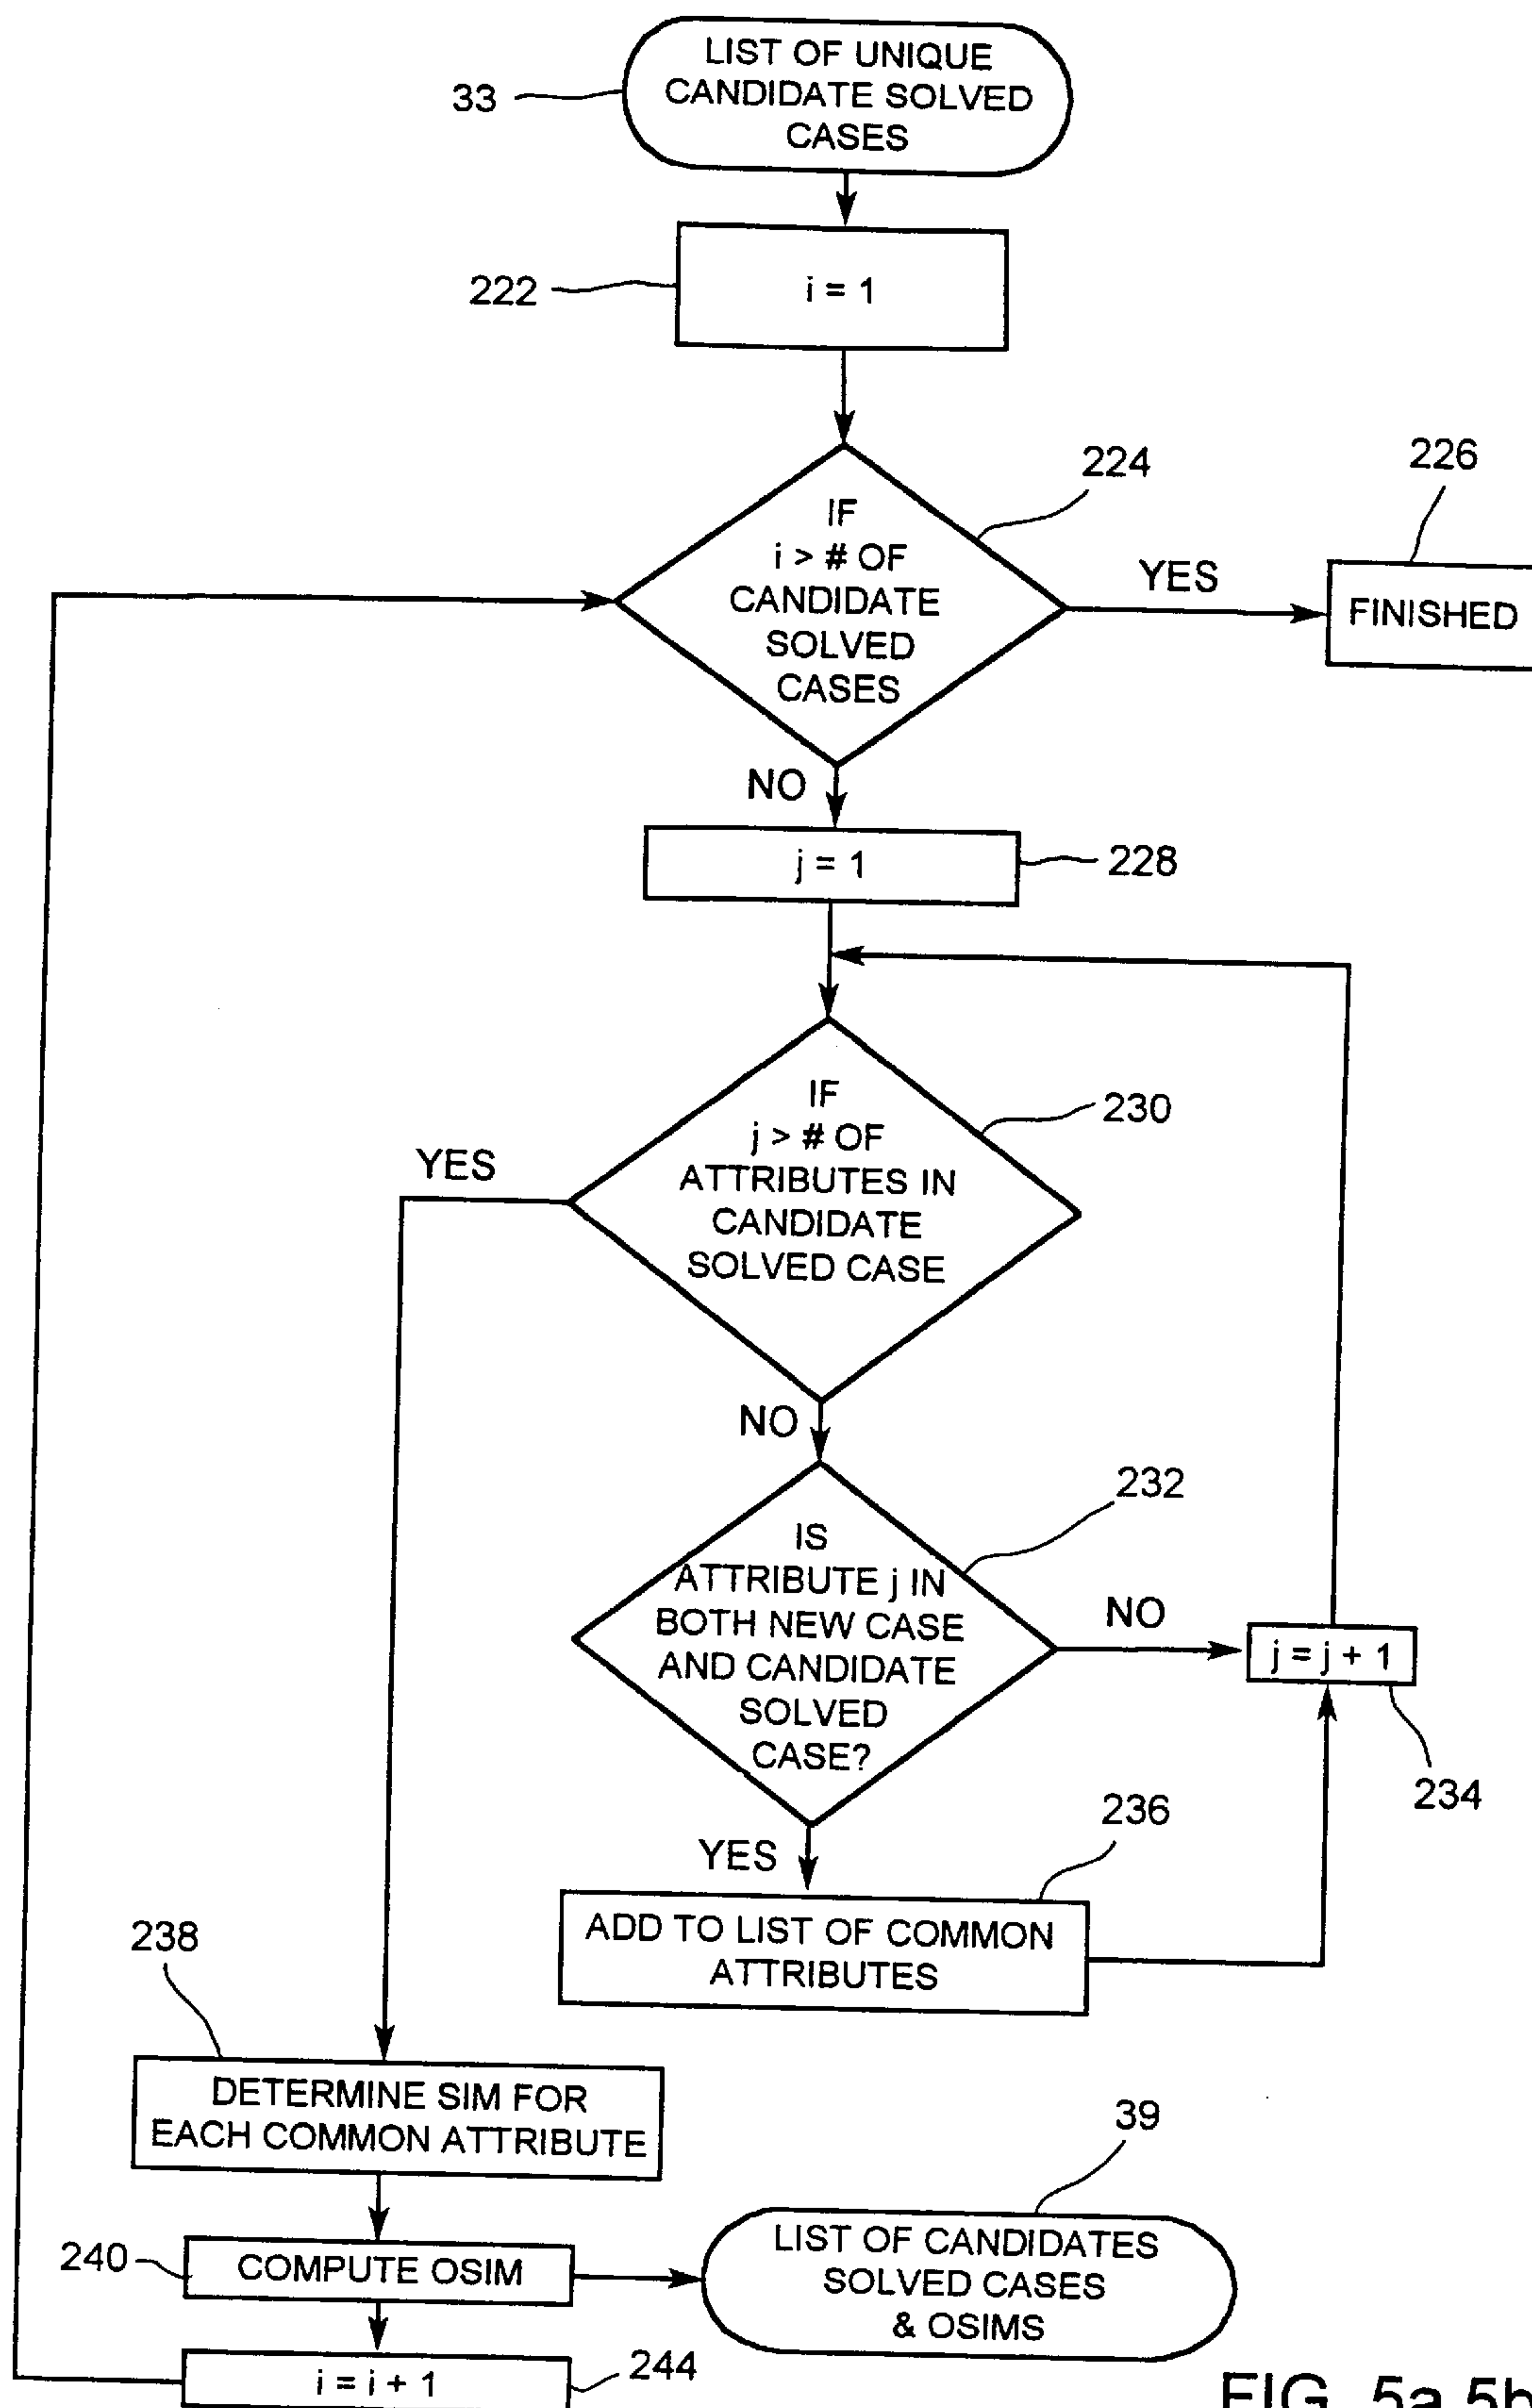 LIST OF UNIQUE
CANDIDATE SOLVED
CASES
33
222
i = 1
224
226
IF
i > # OF
CANDIDATE
SOLVED
CASES
YES
FINISHED
NO
j = 1
228
IF
j > # OF
ATTRIBUTES IN
CANDIDATE
SOLVED CASE
230
YES
NO
232
IS
ATTRIBUTE j IN
BOTH NEW CASE
AND CANDIDATE
SOLVED
CASE?
NO
j = j + 1
234
YES
236
ADD TO LIST OF COMMON
ATTRIBUTES
238
DETERMINE SIM FOR
EACH COMMON ATTRIBUTE
39
240
COMPUTE OSIM
LIST OF CANDIDATES
SOLVED CASES
& OSIMS
i = i + 1
244
FIG. 5a,5b